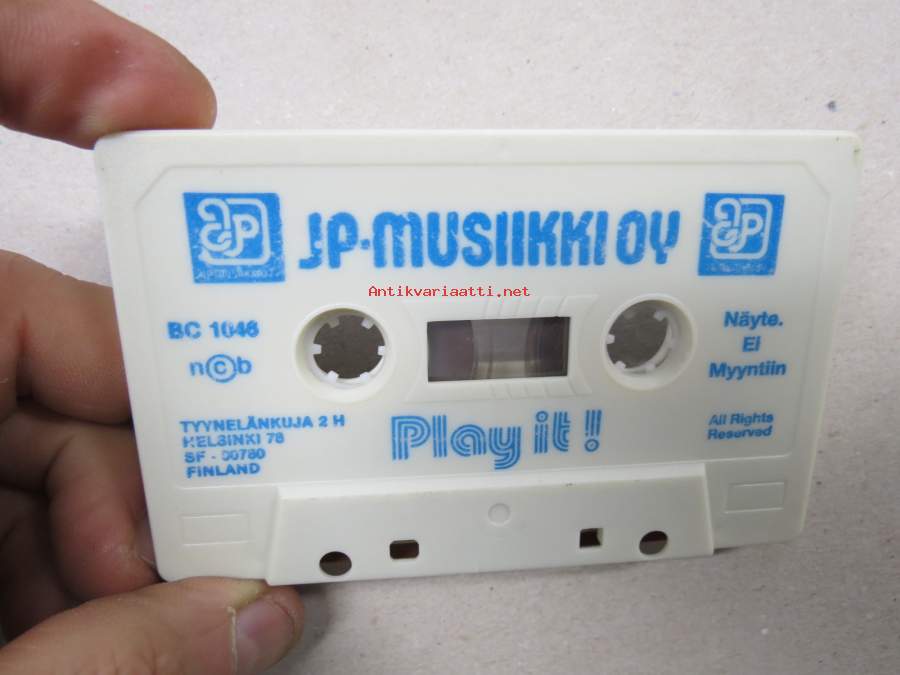 JP-MUSIIKKI OY
Antikvariaatti.net
BC 1046
n©b
Näyte.
Ei
Myyntiin
TYYNELÄNKUJA 2 H
HELSINKI 78
SF - 00780
FINLAND
Play it!
All Rights
Reserved